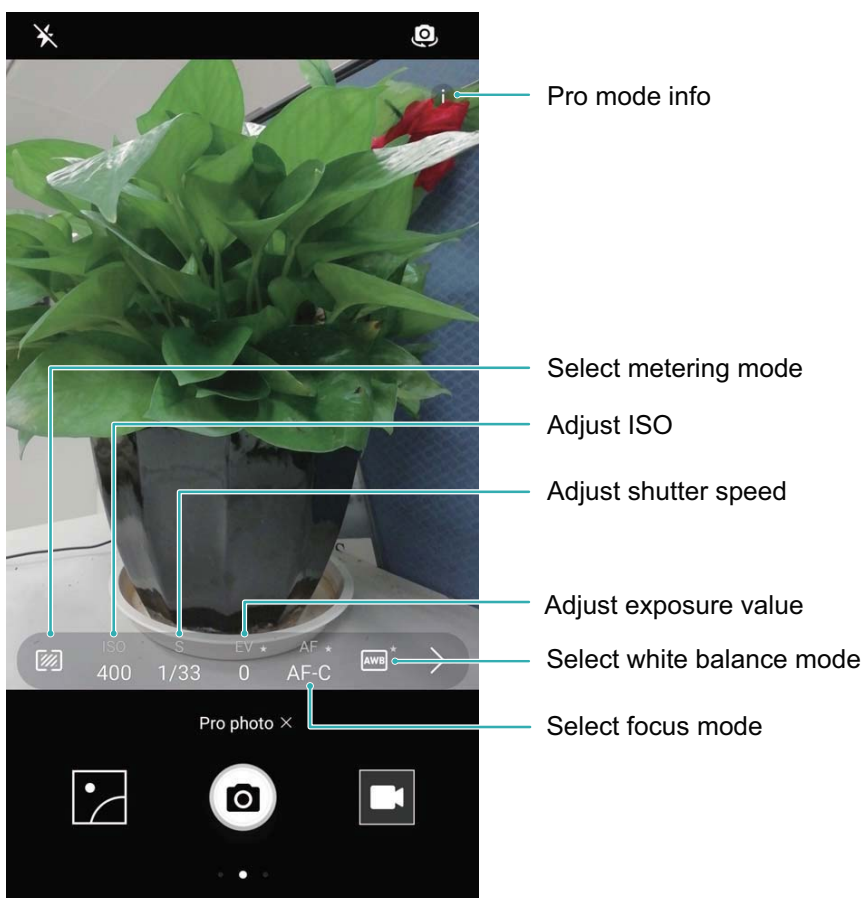 i
Pro mode info
Select metering mode
Adjust ISO
Adjust shutter speed
Adjust exposure value
Select white balance mode
Select focus mode
ISO S EV AF
400 1/33 0 AF-C AWB
Pro photo ×